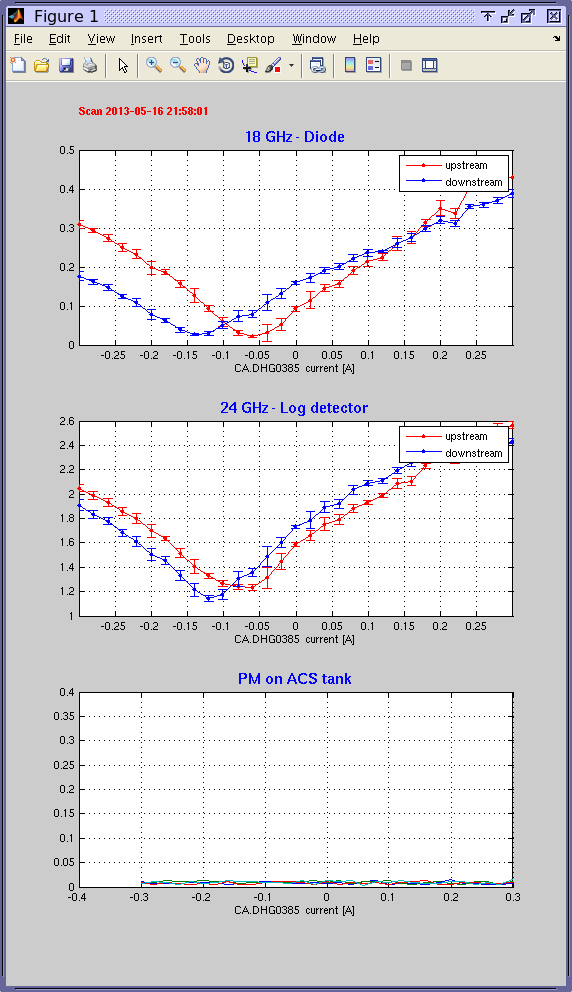 Figure 1
File Edit View Insert Tools Desktop Window Help
Scan 2013-05-16 21:58:01
18 GHz - Diode
0.5
0.4
0.3
0.2
0.1
0
upstream
downstream
-0.25 -0.2 -0.15 -0.1 -0.05 0 0.05 0.1 0.15 0.2 0.25
CA.DHG0385 current [A]
24 GHz - Log detector
2.6
2.4
2.2
2
1.8
1.6
1.4
1.2
1
upstream
downstream
-0.25 -0.2 -0.15 -0.1 -0.05 0 0.05 0.1 0.15 0.2 0.25
CA.DHG0385 current [A]
PM on ACS tank
0.4
0.35
0.3
0.25
0.2
0.15
0.1
0.05
0
-0.4 -0.3 -0.2 -0.1 0 0.1 0.2 0.3
CA.DHG0385 current [A]